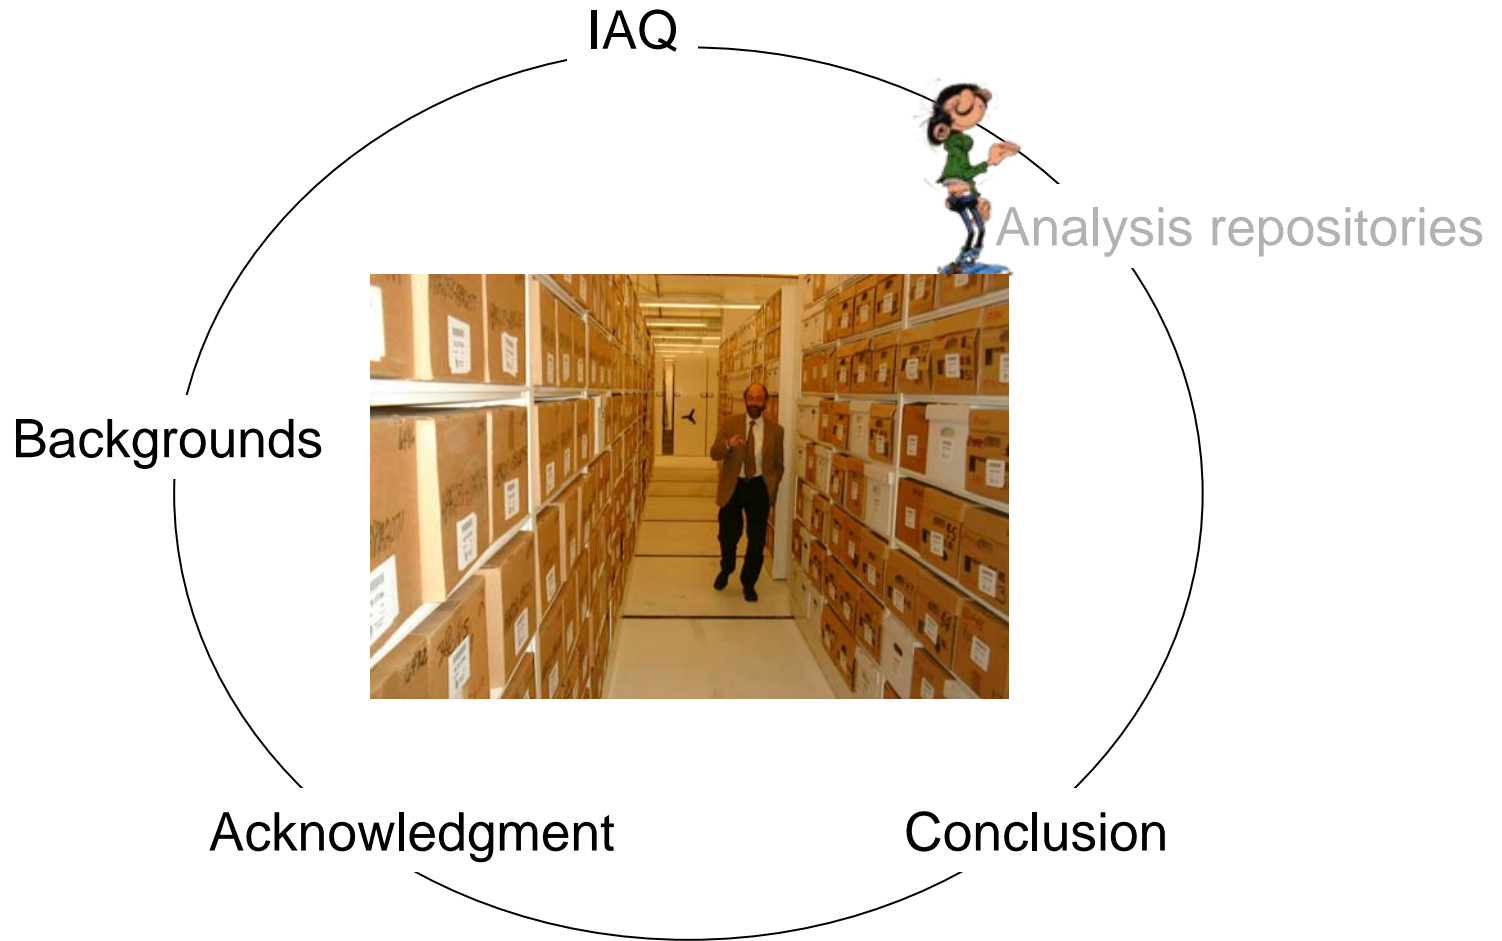 IAQ
Analysis repositories
Backgrounds
Acknowledgment
Conclusion